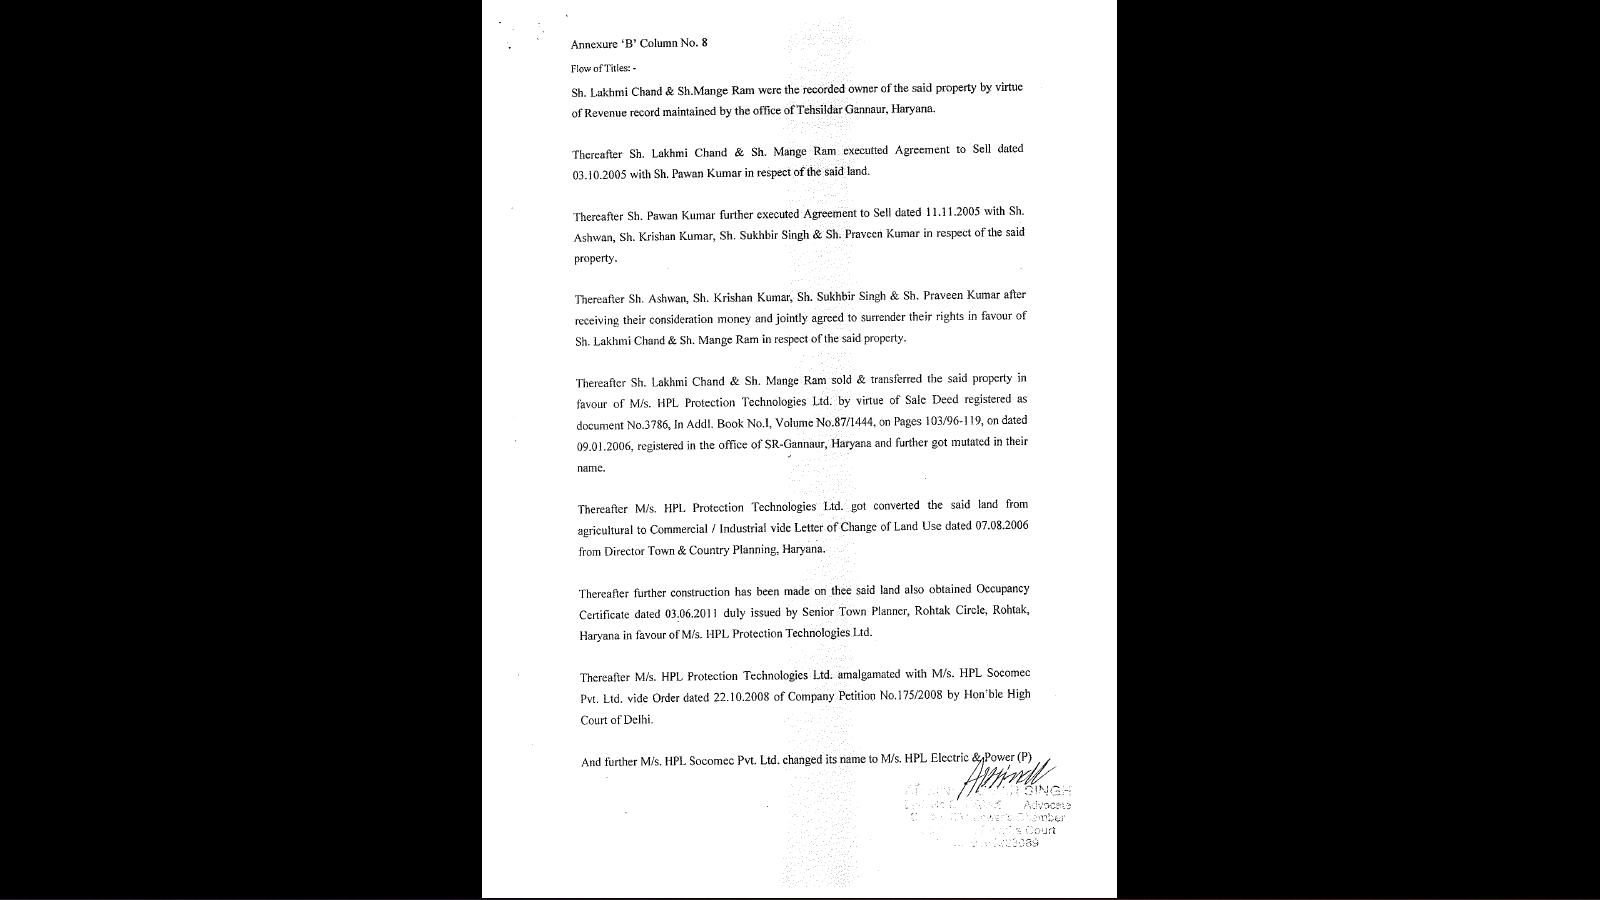 Annexure ‘B’ Column No. 8
Flow of Titles: -
Sh. Lakhmi Chand & Sh.Mange Ram were the recorded owner of the said property by virtue
of Revenue record maintained by the office of Tehsildar Gannaur, Haryana.
Thereafter Sh. Lakhmi Chand & Sh. Mange Ram executted Agreement to Sell dated
03.10.2005 with Sh. Pawan Kumar in respect of the said land.
Thereafter Sh. Pawan Kumar further executed Agreement to Sell dated 11.11.2005 with Sh.
Ashwan, Sh. Krishan Kumar, Sh. Sukhbir Singh & Sh. Praveen Kumar in respect of the said
property.
Thereafter Sh. Ashwan, Sh. Krishan Kumar, Sh. Sukhbir Singh & Sh. Praveen Kumar after
receiving their consideration money and jointly agreed to surrender their rights in favour of
Sh. Lakhmi Chand & Sh. Mange Ram in respect of the said property.
Thereafter Sh. Lakhmi Chand & Sh. Mange Ram sold & transferred the said property in
favour of M/s. HPL Protection Technologies Ltd. by virtue of Sale Deed registered as
document No.3786, In Addl. Book No.I, Volume No.87/1444, on Pages 103/96-119, on dated
09.01.2006, registered in the office of SR-Gannaur, Haryana and further got mutated in their
name.
Thereafter M/s. HPL Protection Technologies Ltd. got converted the said land from
agricultural to Commercial / Industrial vide Letter of Change of Land Use dated 07.08.2006
from Director Town & Country Planning, Haryana.
Thereafter further construction has been made on thee said land also obtained Occupancy
Certificate dated 03.06.2011 duly issued by Senior Town Planner, Rohtak Circle, Rohtak,
Haryana in favour of M/s. HPL Protection Technologies Ltd.
Thereafter M/s. HPL Protection Technologies Ltd. amalgamated with M/s. HPL Socomec
Pvt. Ltd. vide Order dated 22.10.2008 of Company Petition No.175/2008 by Hon’ble High
Court of Delhi.
And further M/s. HPL Socomec Pvt. Ltd. changed its name to M/s. HPL Electric & Power (P)
SINGH
Advocate
Chamber
Court